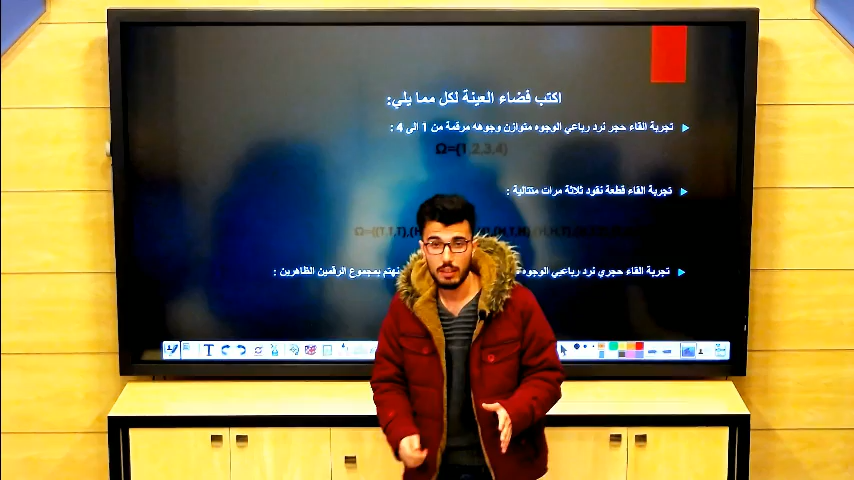 اكتب فضاء العينة لكل مما يلي:
تجربة القاء حجر نرد رباعي الوجوه متوازن وجوهه مرقمة من 1 الى 4 :
Ω={1,2,3,4}
تجربة القاء قطعة نقود ثلاثة مرات متتالية :
Ω={(T,T,T),(H ,(H,T,H),(H,H,T),
تجربة القاء حجري نرد رباعيي الوجوه نهتم بمجموع الرقمين الظاهرين :